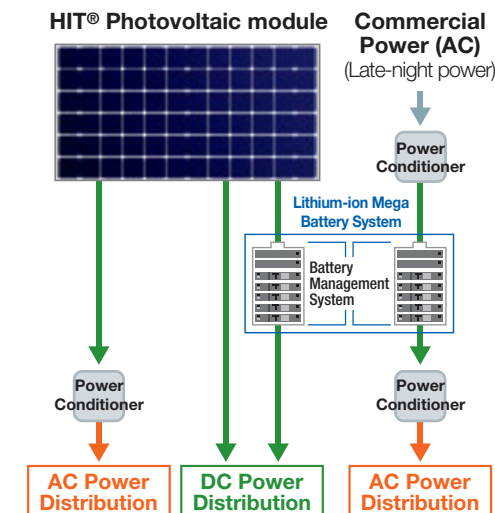 HIT® Photovoltaic module
Commercial
Power (AC)
(Late-night power)
Power
Conditioner
Lithium-ion Mega
Battery System
Battery
Management
System
Power
Conditioner
Power
Conditioner
AC Power
Distribution
DC Power
Distribution
AC Power
Distribution